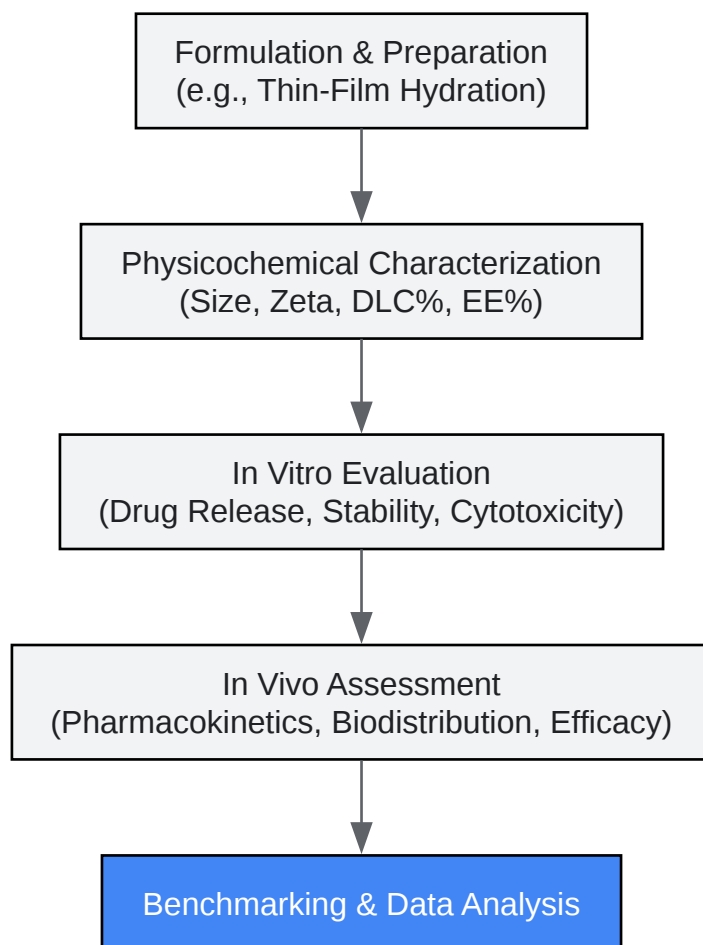 Formulation & Preparation
(e.g., Thin-Film Hydration)
Physicochemical Characterization
(Size, Zeta, DLC%, EE%)
In Vitro Evaluation
(Drug Release, Stability, Cytotoxicity)
In Vivo Assessment
(Pharmacokinetics, Biodistribution, Efficacy)
Benchmarking & Data Analysis